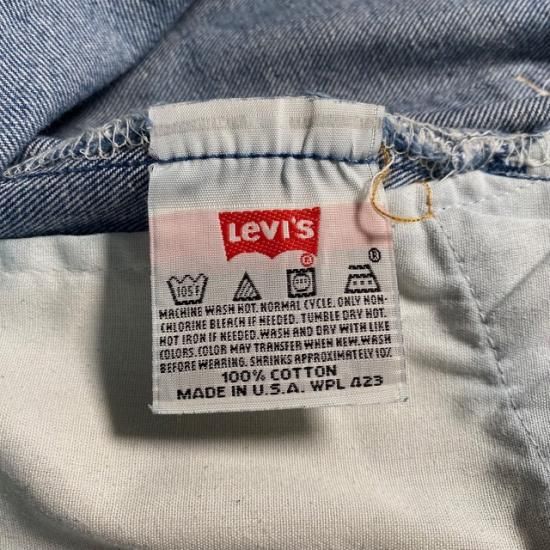 Levi's ®
®
105F
MACHINE WASH HOT. NORMAL CYCLE. ONLY NON-
CHLORINE BLEACH IF NEEDED. TUMBLE DRY HOT.
HOT IRON IF NEEDED. WASH AND DRY WITH LIKE
COLORS. COLOR MAY TRANSFER WHEN NEW. WASH
BEFORE WEARING. SHRINKS APPROXIMATELY 10%
100% COTTON
MADE IN U.S.A. WPL 423